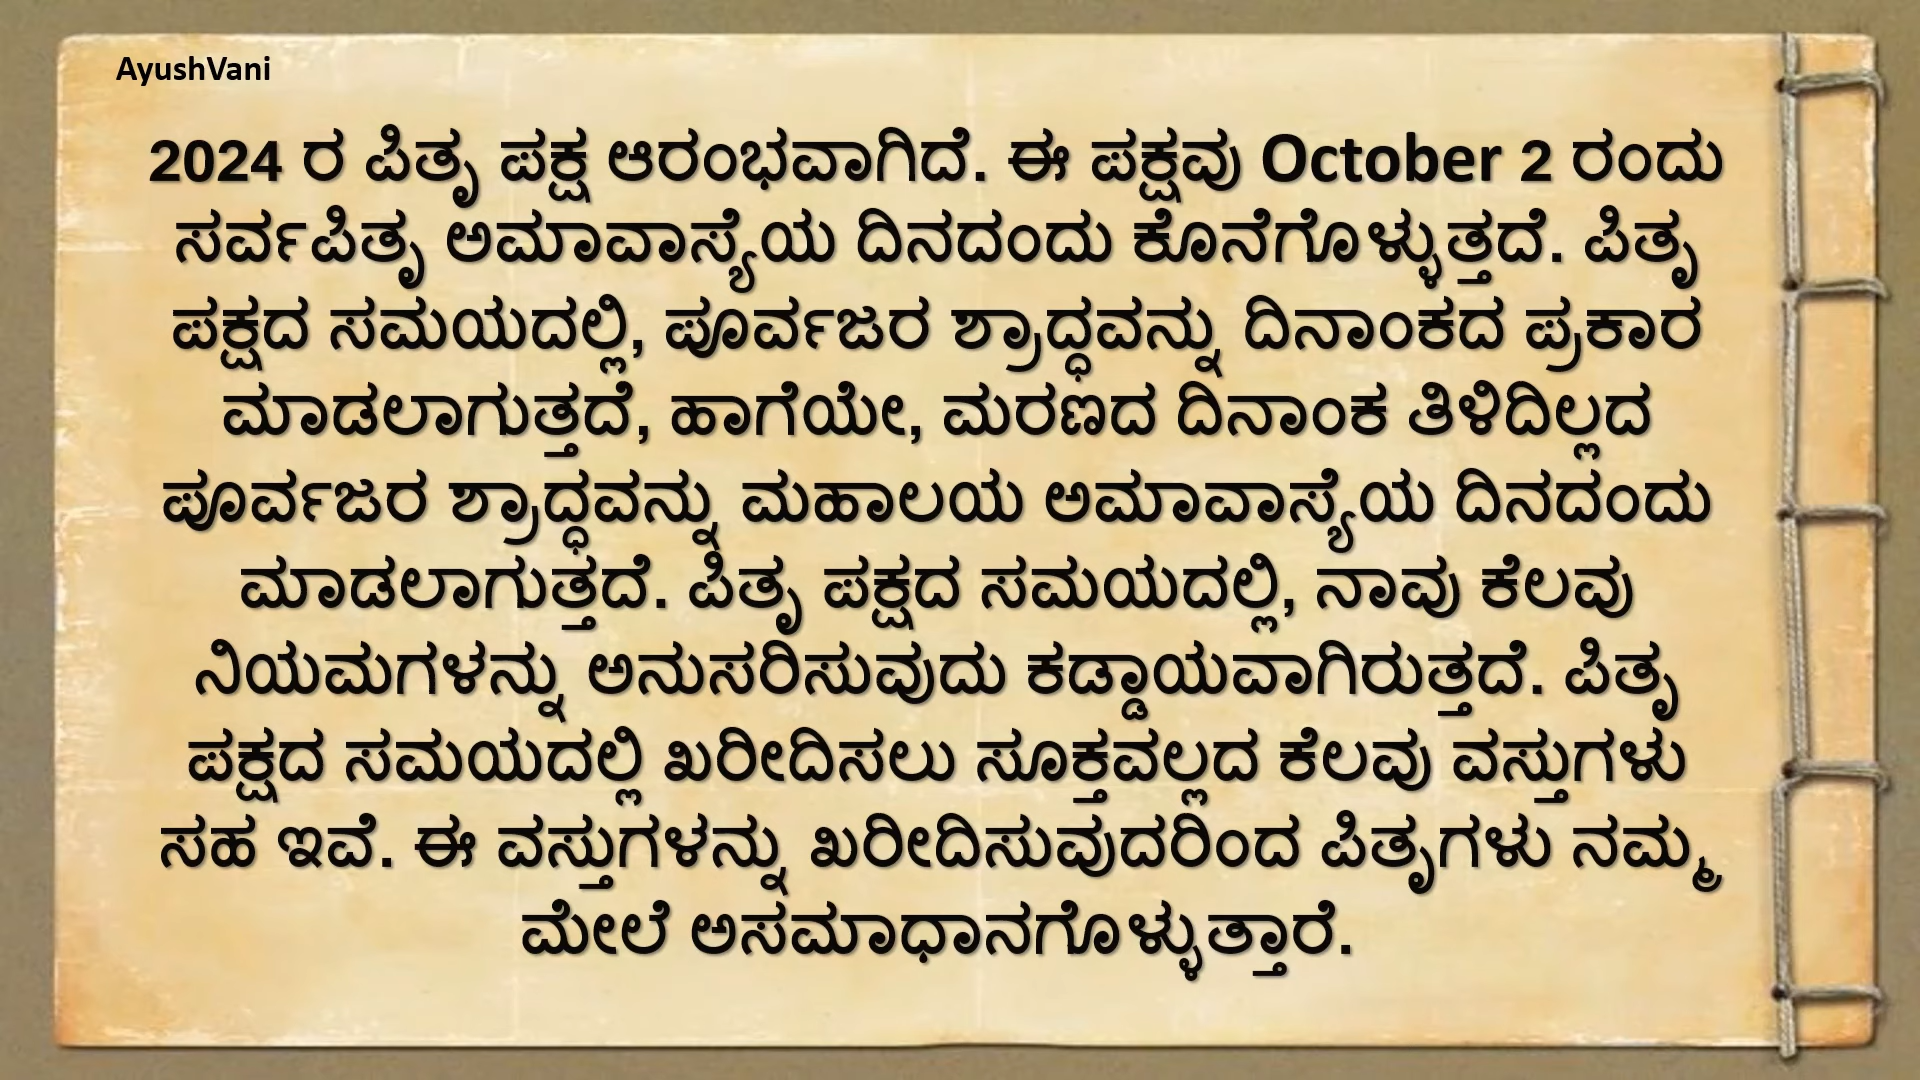 AyushVani
2024 ರ ಪಿತೃ ಪಕ್ಷ ಆರಂಭವಾಗಿದೆ. ಈ ಪಕ್ಷವು October 2 ರಂದು
ಸರ್ವಪಿತೃ ಅಮಾವಾಸ್ಯೆಯ ದಿನದಂದು ಕೊನೆಗೊಳ್ಳುತ್ತದೆ. ಪಿತೃ
ಪಕ್ಷದ ಸಮಯದಲ್ಲಿ, ಪೂರ್ವಜರ ಶ್ರಾದ್ಧವನ್ನು ದಿನಾಂಕದ ಪ್ರಕಾರ
ಮಾಡಲಾಗುತ್ತದೆ, ಹಾಗೆಯೇ, ಮರಣದ ದಿನಾಂಕ ತಿಳಿದಿಲ್ಲದ
ಪೂರ್ವಜರ ಶ್ರಾದ್ಧವನ್ನು ಮಹಾಲಯ ಅಮಾವಾಸ್ಯೆಯ ದಿನದಂದು
ಮಾಡಲಾಗುತ್ತದೆ. ಪಿತೃ ಪಕ್ಷದ ಸಮಯದಲ್ಲಿ, ನಾವು ಕೆಲವು
ನಿಯಮಗಳನ್ನು ಅನುಸರಿಸುವುದು ಕಡ್ಡಾಯವಾಗಿರುತ್ತದೆ. ಪಿತೃ
ಪಕ್ಷದ ಸಮಯದಲ್ಲಿ ಖರೀದಿಸಲು ಸೂಕ್ತವಲ್ಲದ ಕೆಲವು ವಸ್ತುಗಳು
ಸಹ ಇವೆ. ಈ ವಸ್ತುಗಳನ್ನು ಖರೀದಿಸುವುದರಿಂದ ಪಿತೃಗಳು ನಮ್ಮ
ಮೇಲೆ ಅಸಮಾಧಾನಗೊಳ್ಳುತ್ತಾರೆ.